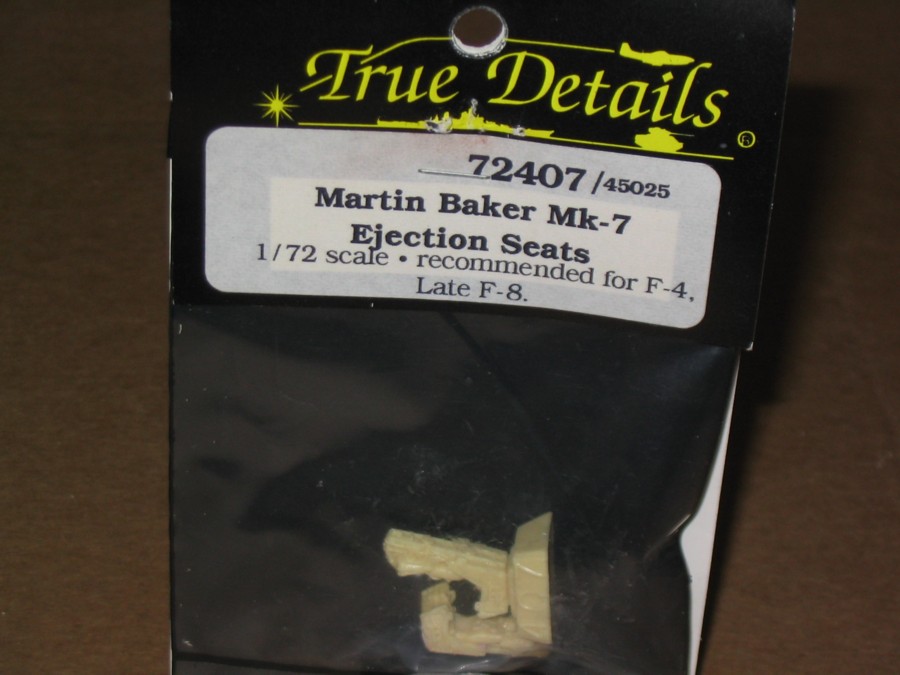 True Details
72407/45025
Martin Baker Mk-7
Ejection Seats
1/72 scale • recommended for F-4,
Late F-8.